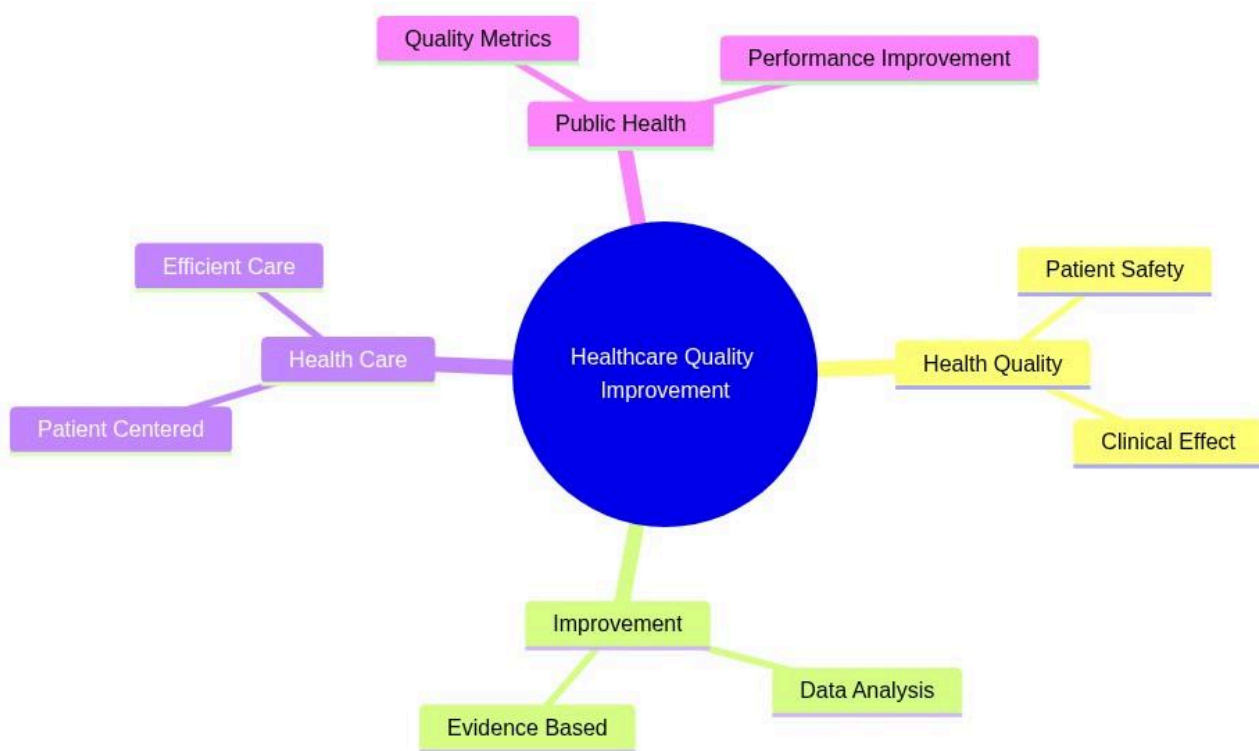 Quality Metrics
Performance Improvement
Public Health
Efficient Care
Patient Safety
Health Care
Healthcare Quality
Improvement
Health Quality
Patient Centered
Clinical Effect
Improvement
Data Analysis
Evidence Based